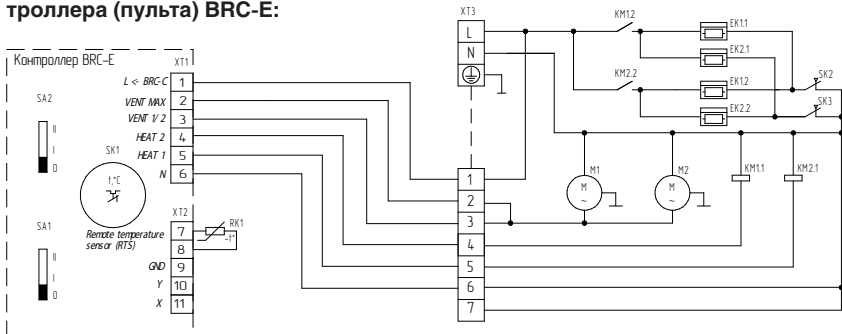 троллера (пульта) BRC-E:
Контроллер BRC-E
XT1
L <- BRC-C 1
VENT MAX 2
VENT 1/2 3
HEAT 2 4
HEAT 1 5
N 6
SA2
II
I
0
SK1
t,°C
Remote temperature
sensor (RTS)
SA1
II
I
0
XT2
7
8
GND 9
Y 10
X 11
RK1
-t°
XT3
L
N
1
2
3
4
5
6
7
KM1.2
KM2.2
EK1.1
EK2.1
EK1.2
EK2.2
SK2
SK3
M1
M
~
M2
M
~
KM1.1
KM2.1